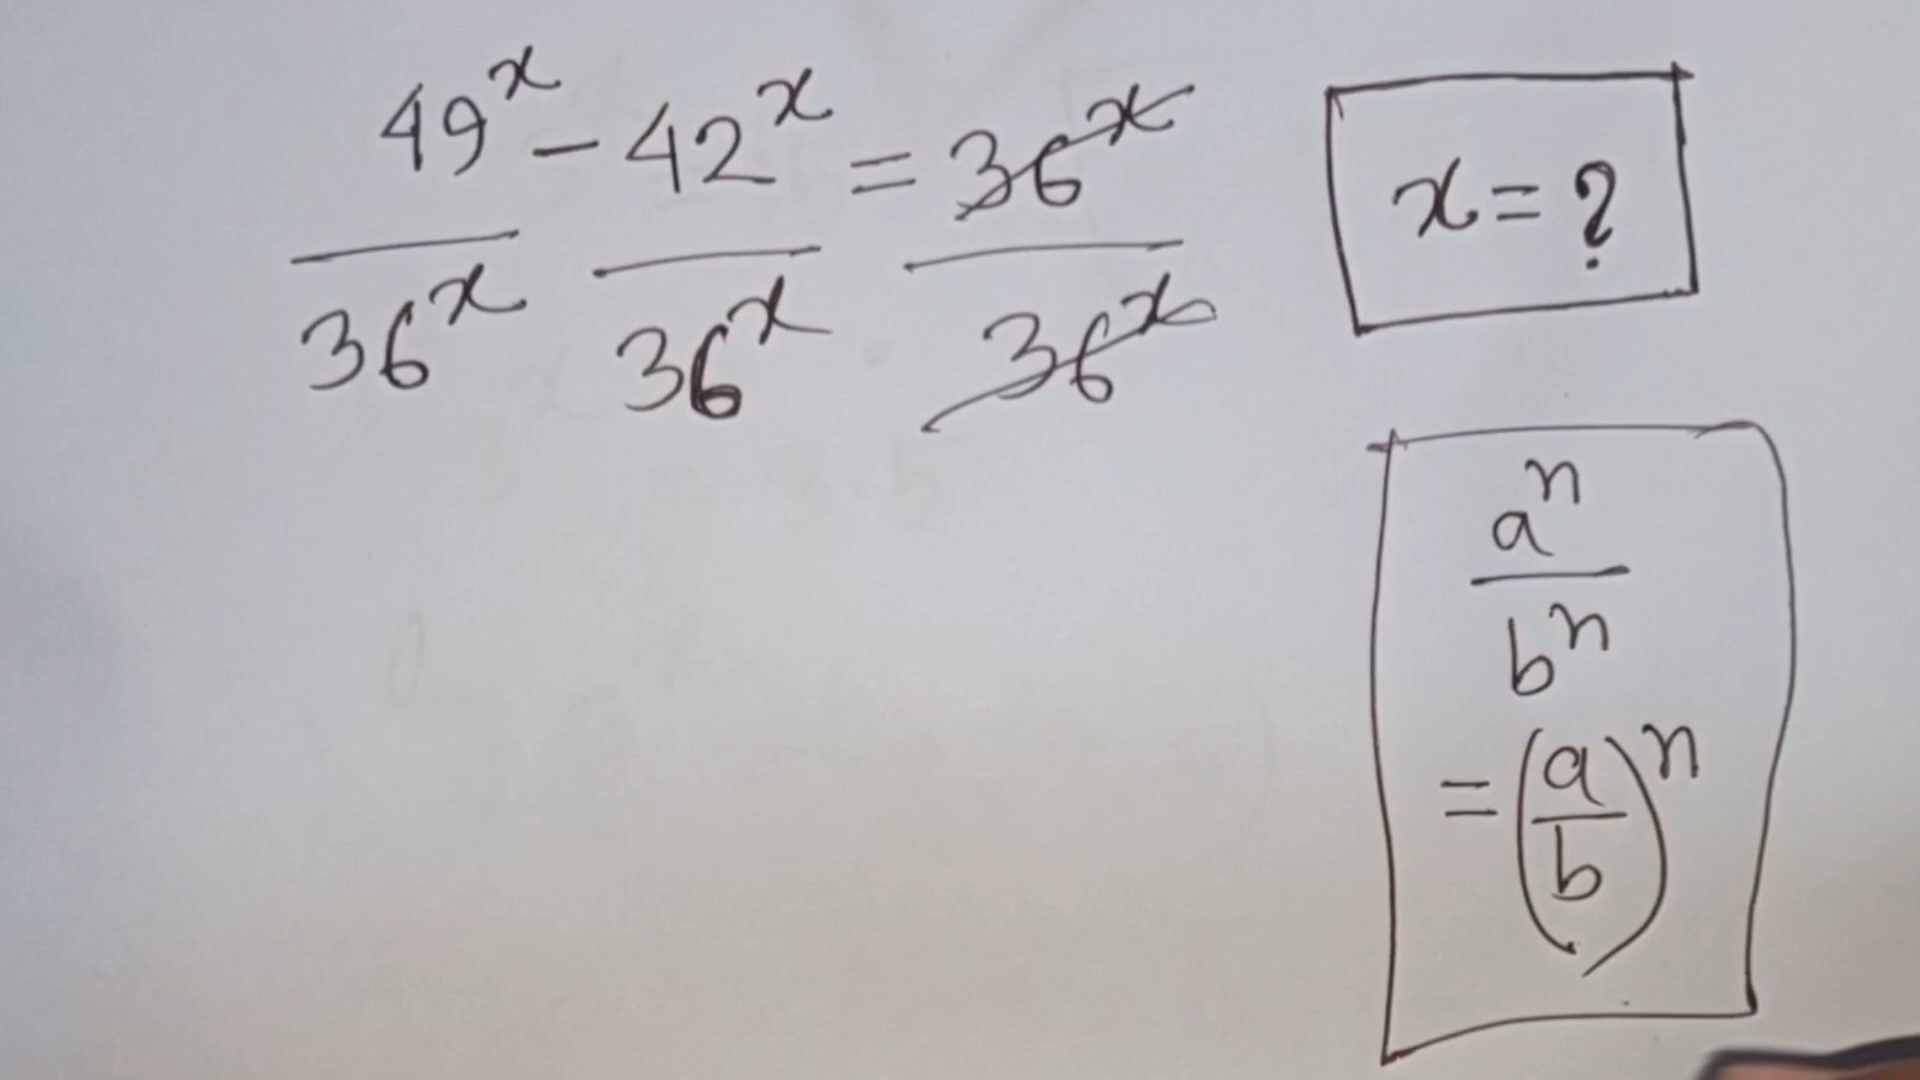 49^x - 42^x = 36^x
36^x 36^x 36^x
x = ?
a^n
b^n
= (a/b)^n